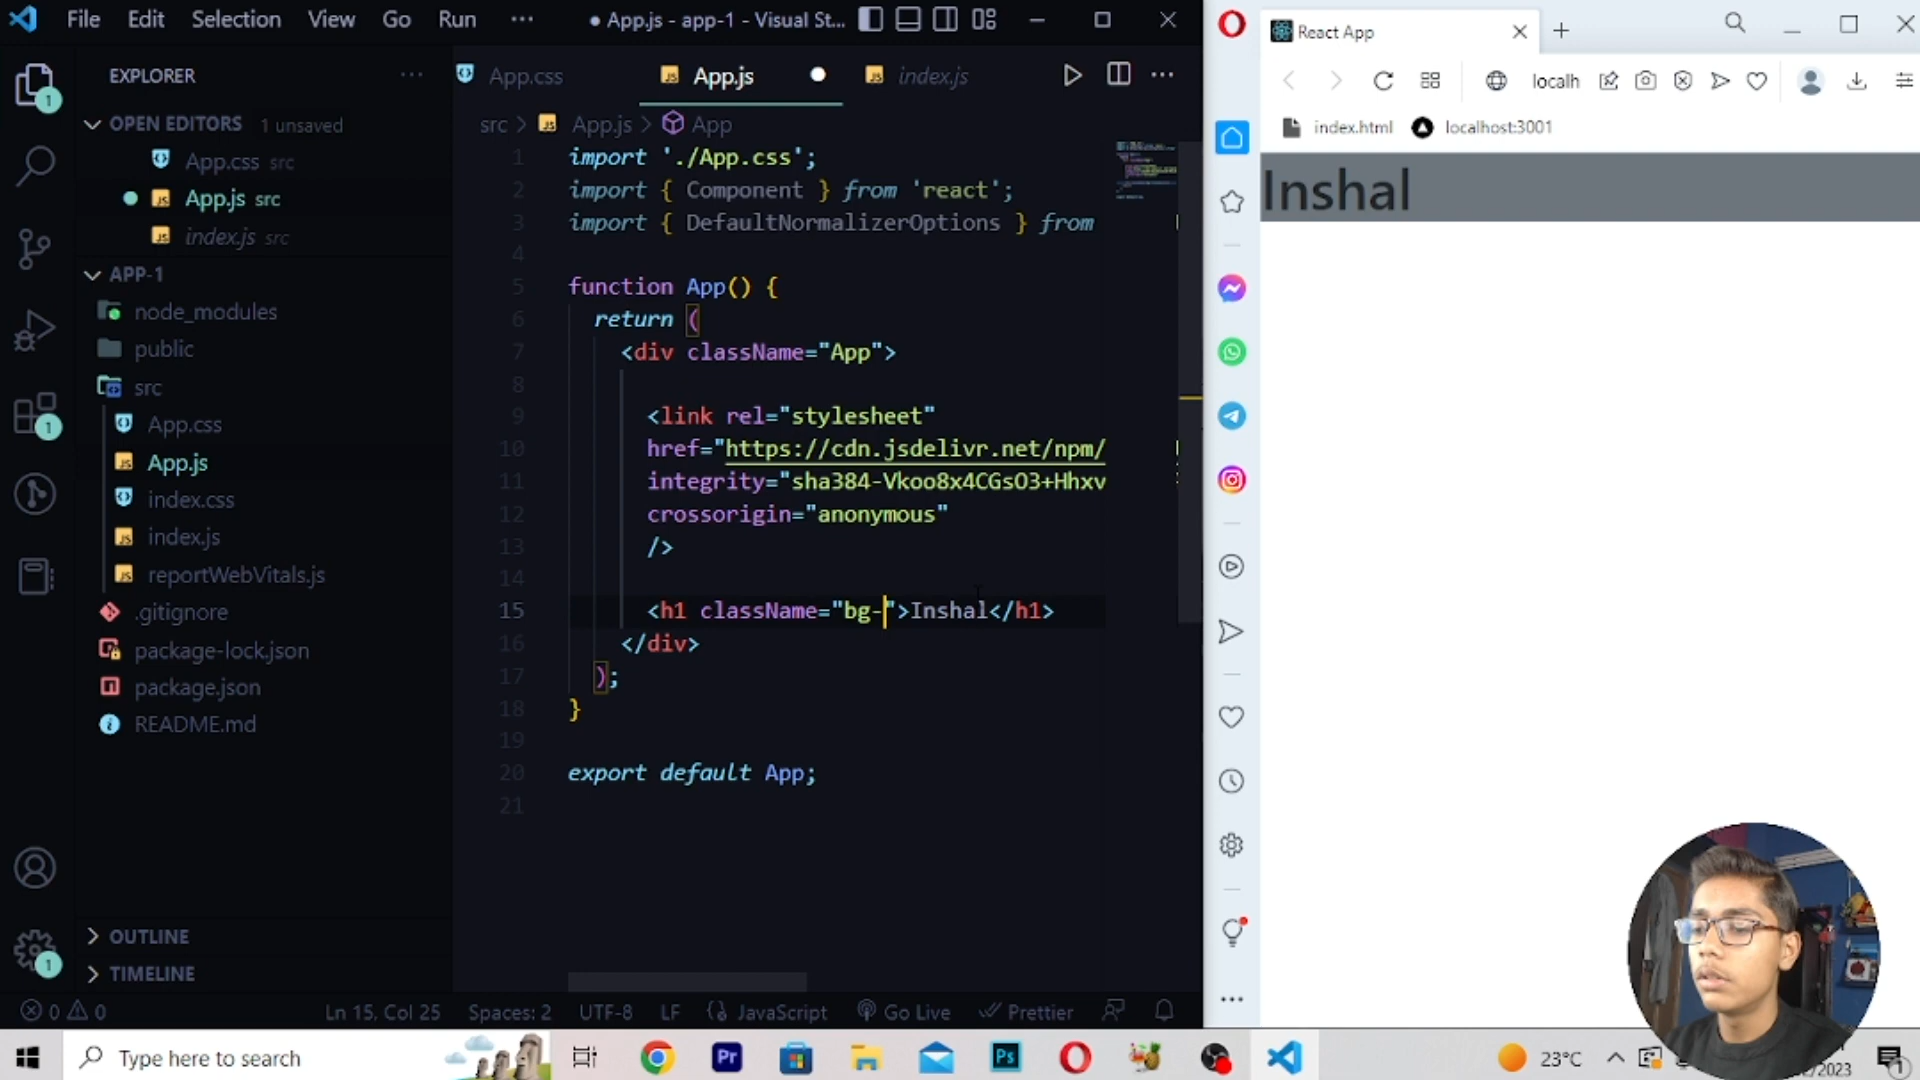 File Edit Selection View Go Run ··· ● App.js - app-1 - Visual St...
EXPLORER ···
OPEN EDITORS 1 unsaved
App.css src
App.js src
index.js src
APP-1
node_modules
public
src
App.css
App.js
index.css
index.js
reportWebVitals.js
.gitignore
package-lock.json
package.json
README.md
OUTLINE
TIMELINE
1
1
1
App.css App.js index.js ···
src > App.js > App
1 import './App.css';
2 import { Component } from 'react';
3 import { DefaultNormalizerOptions } from
4
5 function App() {
6 return (
7 <div className="App">
8
9 <link rel="stylesheet"
10 href="https://cdn.jsdelivr.net/npm/
11 integrity="sha384-Vkoo8x4CGsO3+Hhxv
12 crossorigin="anonymous"
13 />
14
15 <h1 className="bg-">Inshal</h1>
16 </div>
17 );
18 }
19
20 export default App;
21
0 0 Ln 15, Col 25 Spaces: 2 UTF-8 LF JavaScript Go Live Prettier
React App
localh
index.html localhost:3001
Inshal
Type here to search
Pr Ps
23°C
/2023
1